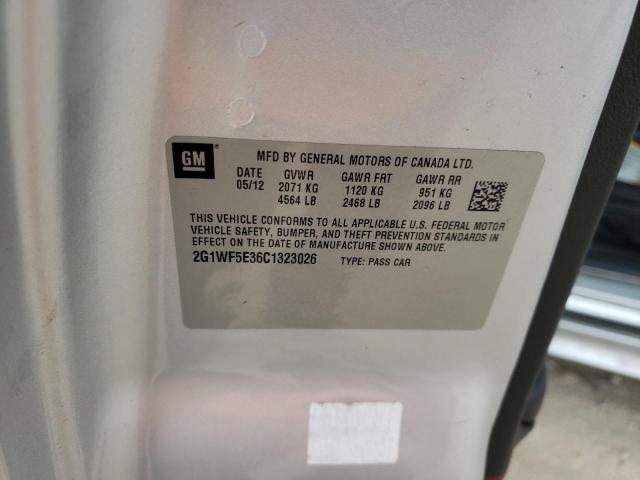 GM
MFD BY GENERAL MOTORS OF CANADA LTD.
DATE GVWR GAWR FRT GAWR RR
05/12 2071 KG 1120 KG 951 KG
4564 LB 2468 LB 2096 LB
THIS VEHICLE CONFORMS TO ALL APPLICABLE U.S. FEDERAL MOTOR
VEHICLE SAFETY, BUMPER, AND THEFT PREVENTION STANDARDS IN
EFFECT ON THE DATE OF MANUFACTURE SHOWN ABOVE.
2G1WF5E36C1323026 TYPE: PASS CAR